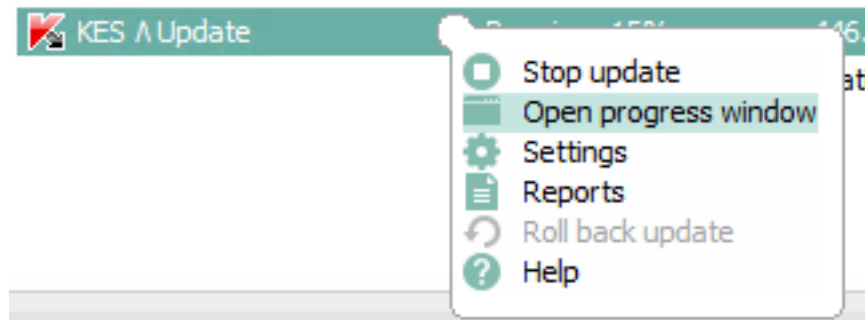 KES Λ Update
Stop update
Open progress window
Settings
Reports
Roll back update
Help